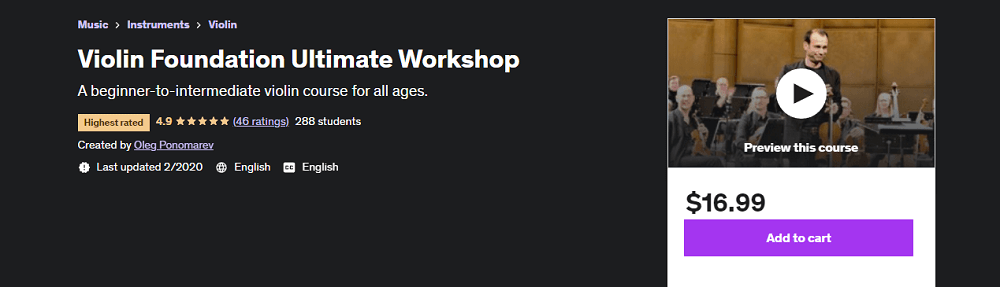 Music > Instruments > Violin
Violin Foundation Ultimate Workshop
A beginner-to-intermediate violin course for all ages.
Highest rated 4.9 (46 ratings) 288 students
Created by Oleg Ponomarev
Last updated 2/2020 English CC English
Preview this course
$16.99
Add to cart